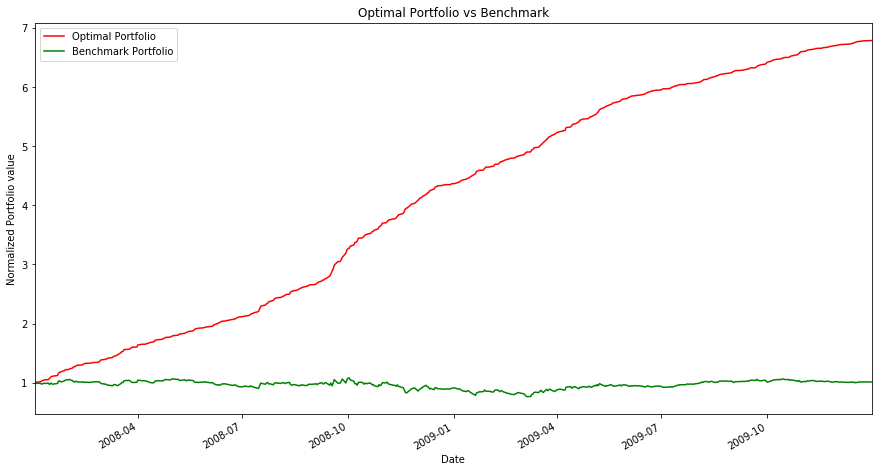 Optimal Portfolio vs Benchmark
Optimal Portfolio
Benchmark Portfolio
Normalized Portfolio value
7
6
5
4
3
2
1
2008-04
2008-07
2008-10
2009-01
2009-04
2009-07
2009-10
Date